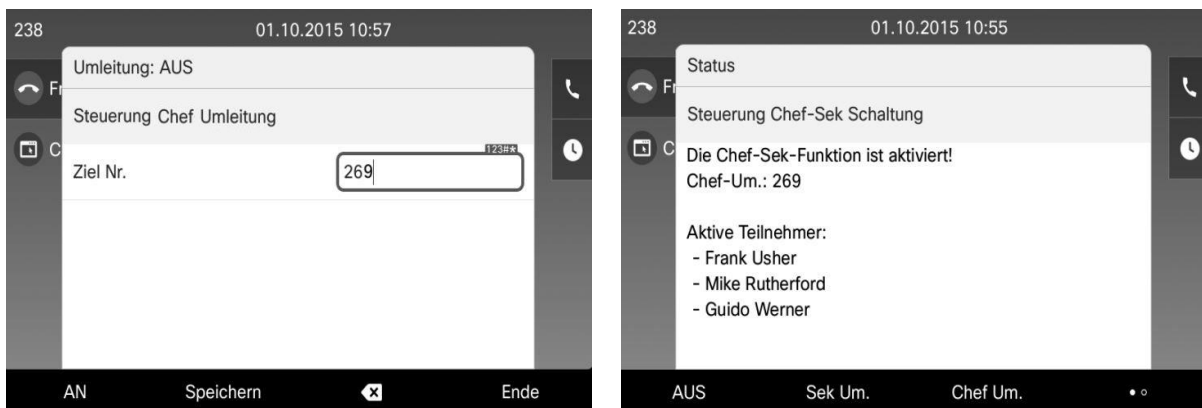 238
01.10.2015 10:57
Umleitung: AUS
Fr
Steuerung Chef Umleitung
C
123#*
Ziel Nr.
269
AN
Speichern
Ende
238
01.10.2015 10:55
Status
Fr
Steuerung Chef-Sek Schaltung
C
Die Chef-Sek-Funktion ist aktiviert!
Chef-Um.: 269
Aktive Teilnehmer:
- Frank Usher
- Mike Rutherford
- Guido Werner
AUS
Sek Um.
Chef Um.